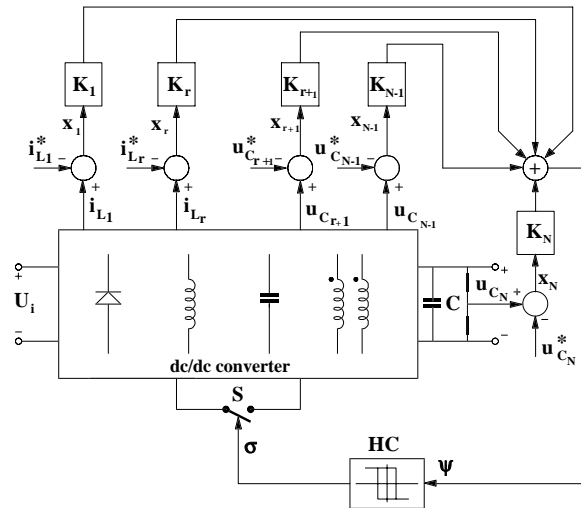 K1 Kr Kr+1 KN-1
x1 xr xr+1 xN-1
i*L1 − i*Lr − u*Cr+1 − u*CN-1 −
+ + + + +
iL1 iLr uCr+1 uCN-1
KN
xN
+ Ui −
uCN +
−
u*CN
+ C −
dc/dc converter
S
σ
HC
ψ